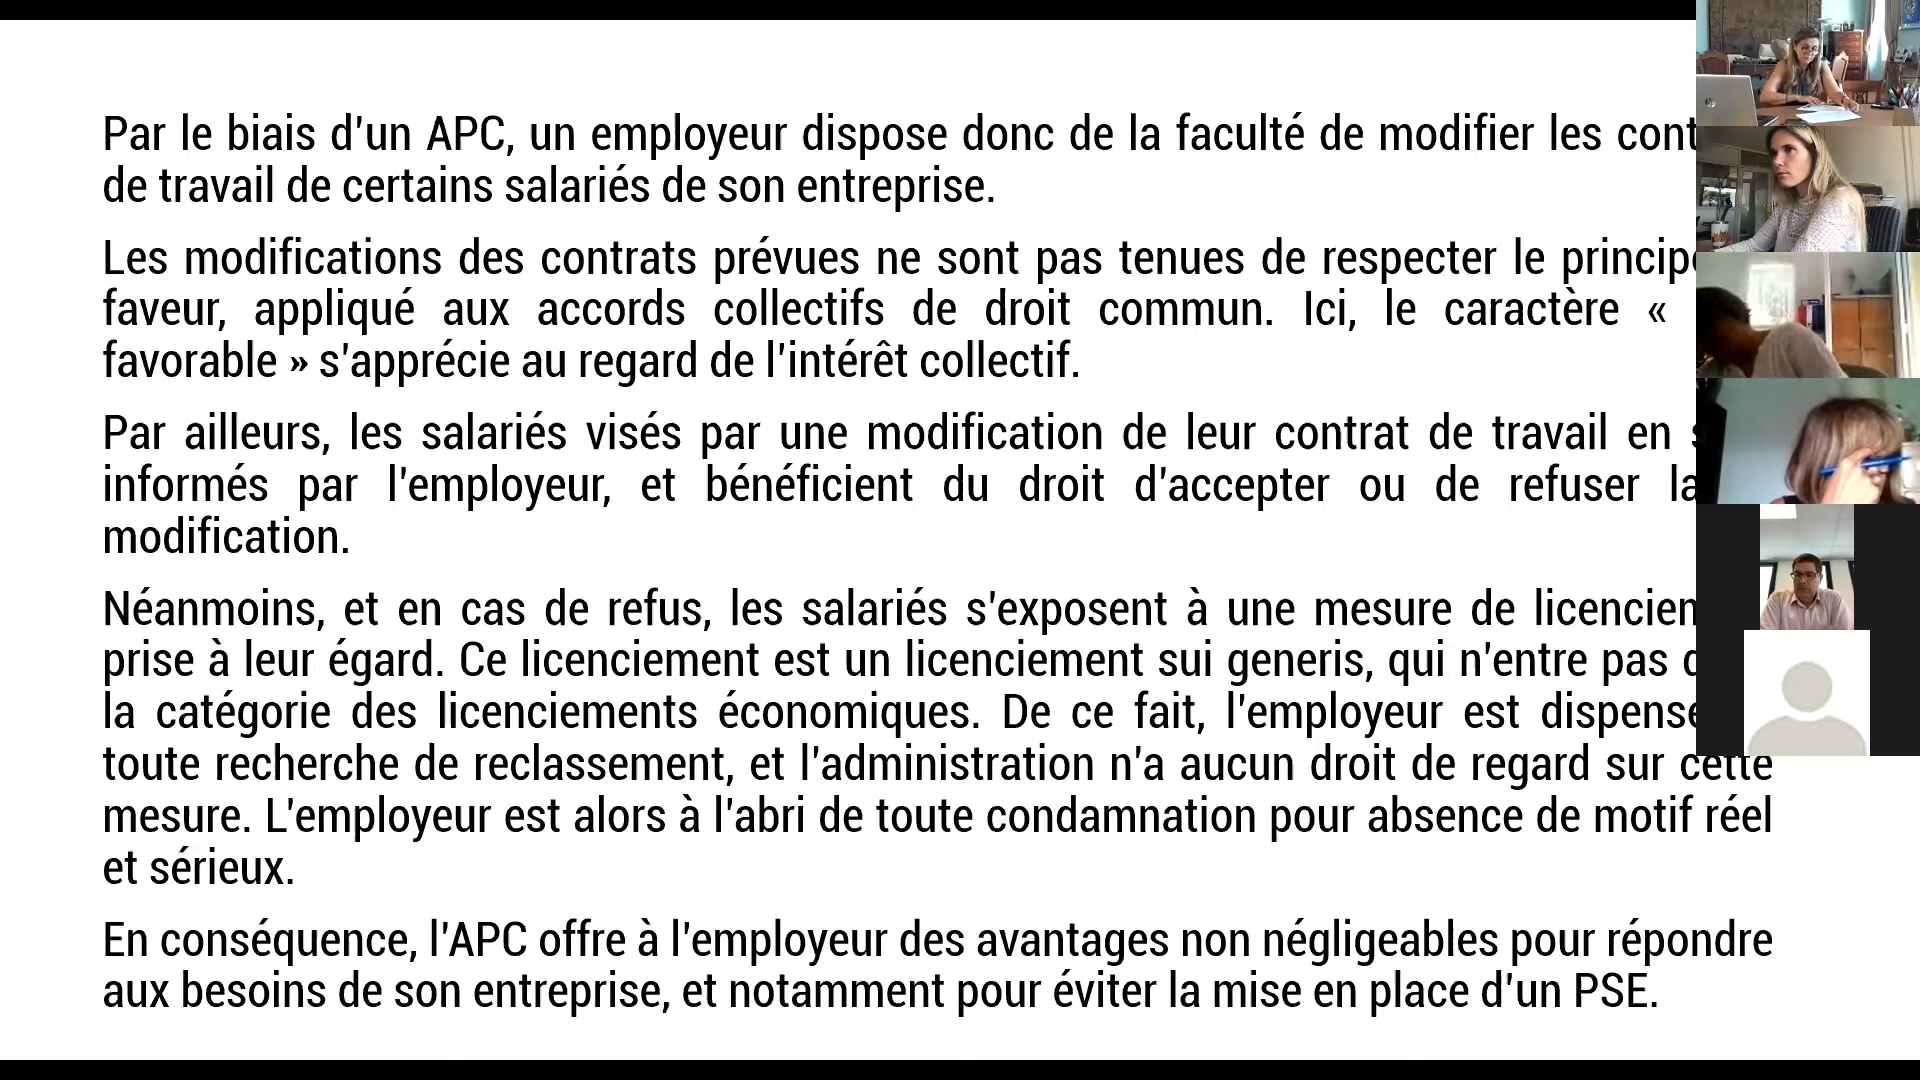 Par le biais d'un APC, un employeur dispose donc de la faculté de modifier les
de travail de certains salariés de son entreprise.
Les modifications des contrats prévues ne sont pas tenues de respecter le
faveur, appliqué aux accords collectifs de droit commun. Ici, le caractère «
favorable » s'apprécie au regard de l'intérêt collectif.
Par ailleurs, les salariés visés par une modification de leur contrat de travail en
informés par l'employeur, et bénéficient du droit d'accepter ou de refuser
modification.
Néanmoins, et en cas de refus, les salariés s'exposent à une mesure de
prise à leur égard. Ce licenciement est un licenciement sui generis, qui n'entre pas
la catégorie des licenciements économiques. De ce fait, l'employeur est
toute recherche de reclassement, et l'administration n'a aucun droit de regard sur cette
mesure. L'employeur est alors à l'abri de toute condamnation pour absence de motif réel
et sérieux.
En conséquence, l'APC offre à l'employeur des avantages non négligeables pour répondre
aux besoins de son entreprise, et notamment pour éviter la mise en place d'un PSE.